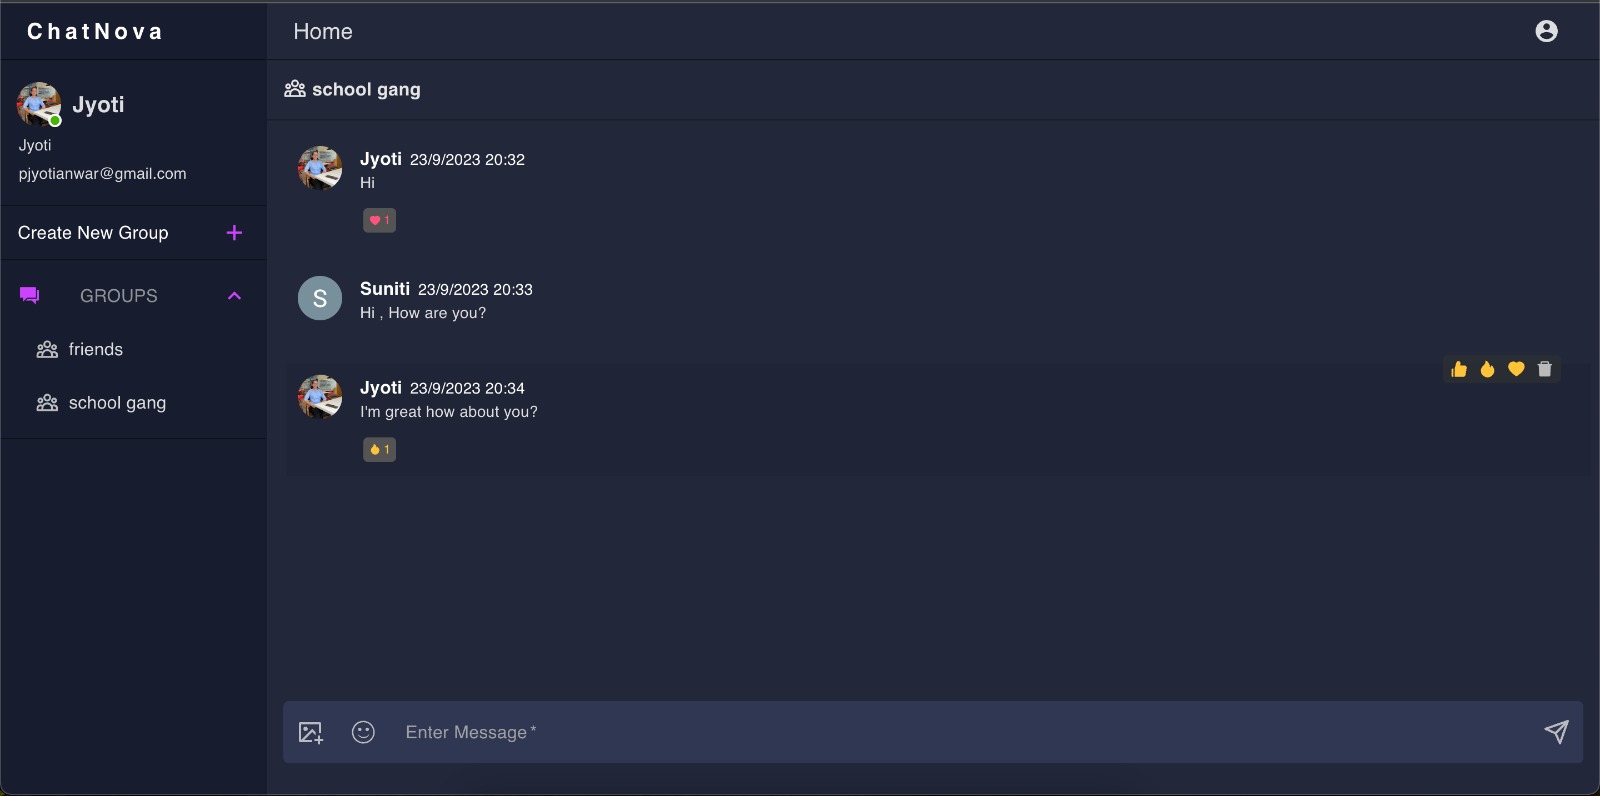 ChatNova
Home
Jyoti
Jyoti
pjyotianwar@gmail.com
Create New Group
GROUPS
friends
school gang
school gang
Jyoti 23/9/2023 20:32
Hi
1
Suniti 23/9/2023 20:33
S
Hi , How are you?
Jyoti 23/9/2023 20:34
I'm great how about you?
1
Enter Message *